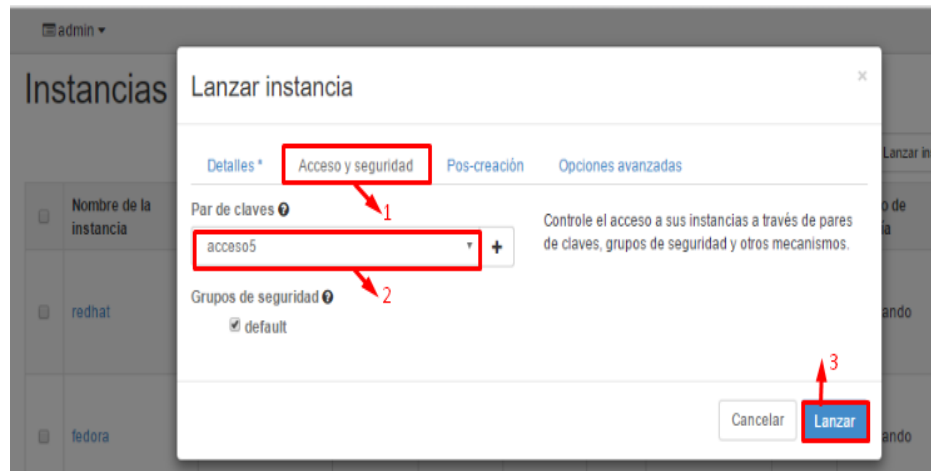 admin
Instancias
Lanzar instancia
×
Lanzar in
Detalles *
Acceso y seguridad
Pos-creación
Opciones avanzadas
1
Nombre de la
instancia
o de
ía
Par de claves
acceso5
+
2
Controle el acceso a sus instancias a través de pares
de claves, grupos de seguridad y otros mecanismos.
Grupos de seguridad
default
redhat
ando
3
Cancelar
Lanzar
fedora
ando